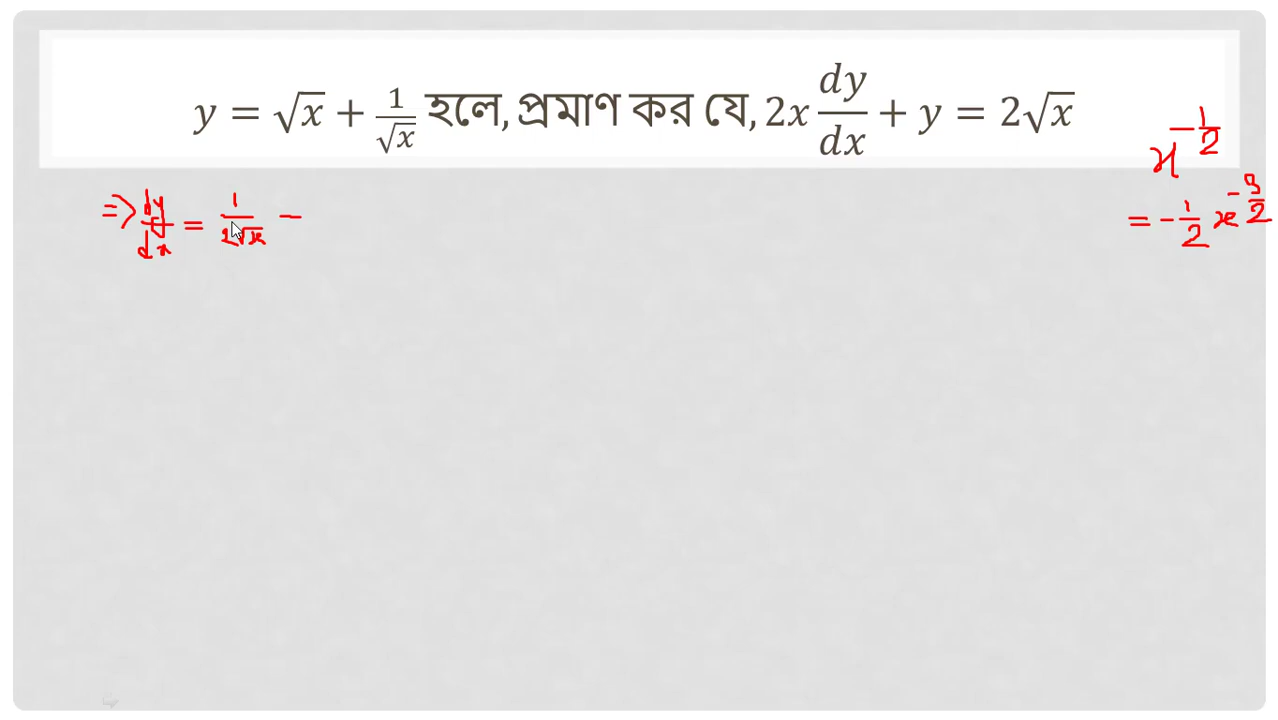 y = √x + 1/√x হলে, প্রমাণ কর যে, 2x dy/dx + y = 2√x
x^(-1/2)
⇒ dy/dx = 1/(2√x) −
= -1/2 x^(-3/2)